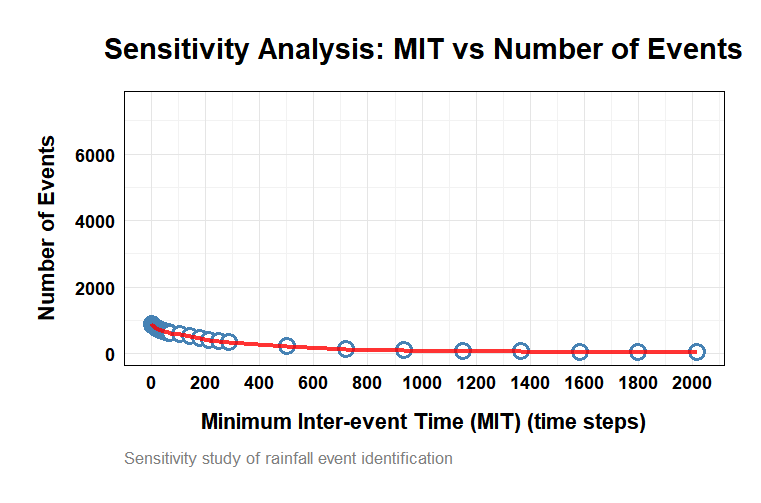 Sensitivity Analysis: MIT vs Number of Events
Number of Events
6000
4000
2000
0
0 200 400 600 800 1000 1200 1400 1600 1800 2000
Minimum Inter-event Time (MIT) (time steps)
Sensitivity study of rainfall event identification